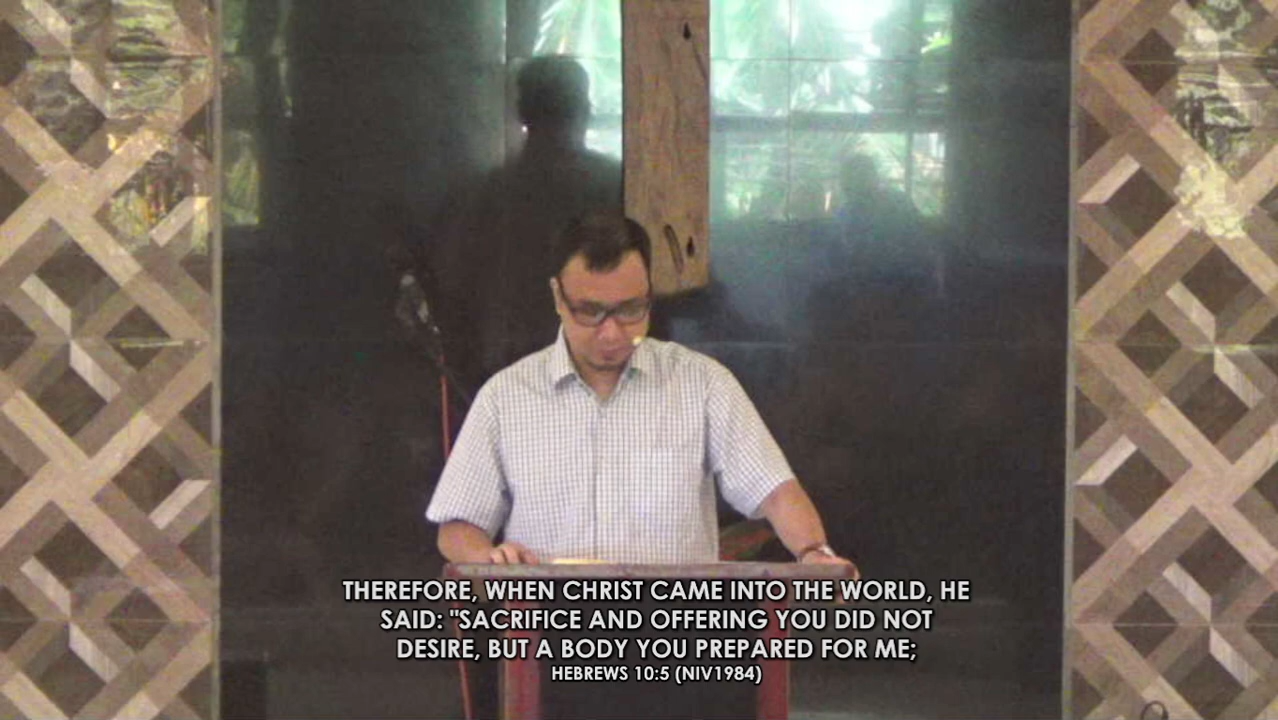 THEREFORE, WHEN CHRIST CAME INTO THE WORLD, HE
SAID: "SACRIFICE AND OFFERING YOU DID NOT
DESIRE, BUT A BODY YOU PREPARED FOR ME;
HEBREWS 10:5 (NIV1984)